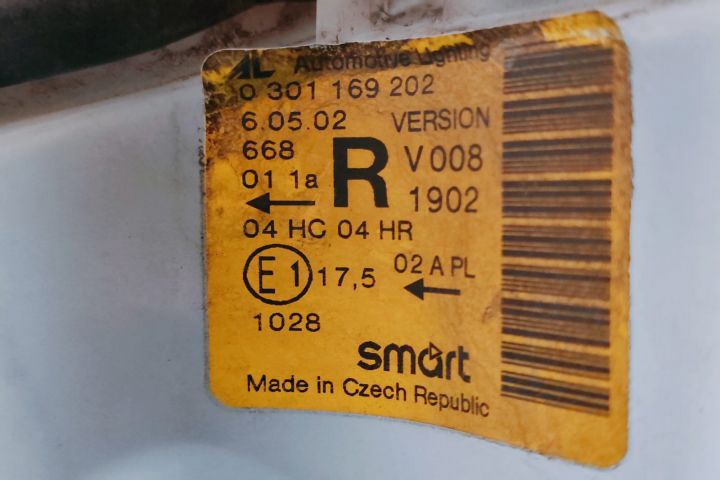 AL Automotive Lighting
0 301 169 202
6.05.02 VERSION
668 R V008
01 1a 1902
04 HC 04 HR
E1 17,5 02 A PL
1028
smart
Made in Czech Republic